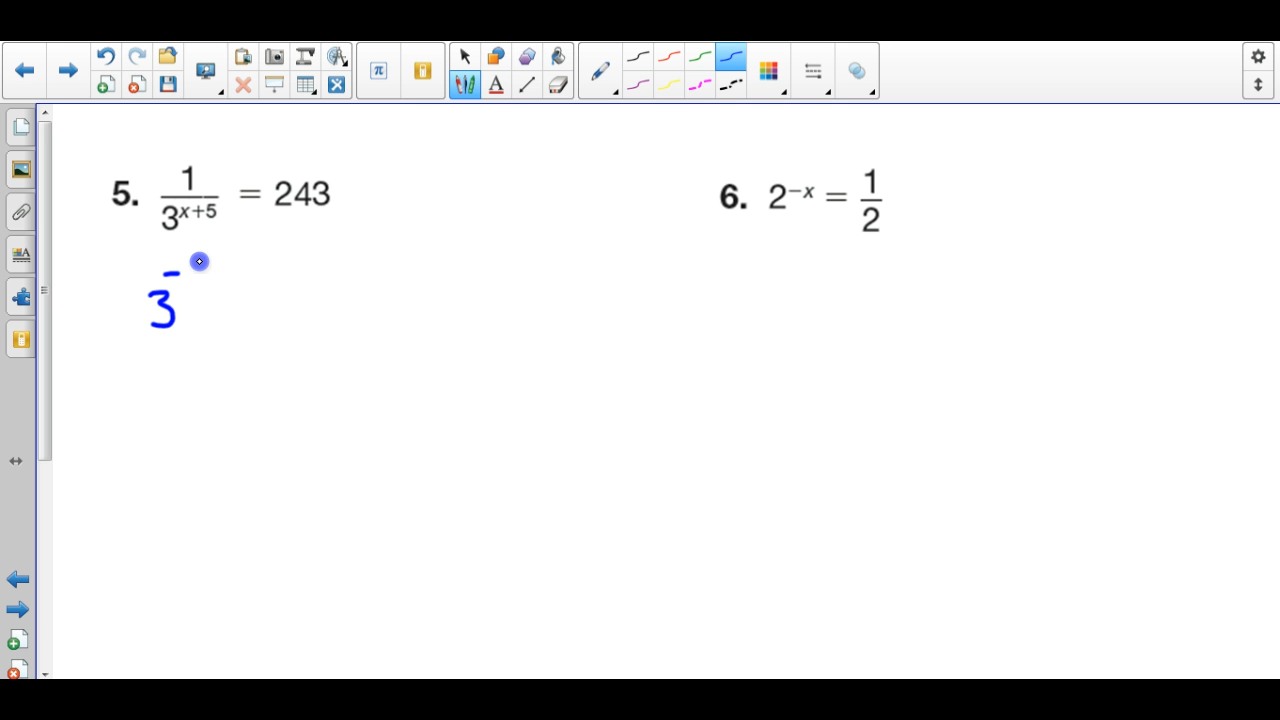 5. 1/3^(x+5) = 243
6. 2^(−x) = 1/2
3^-